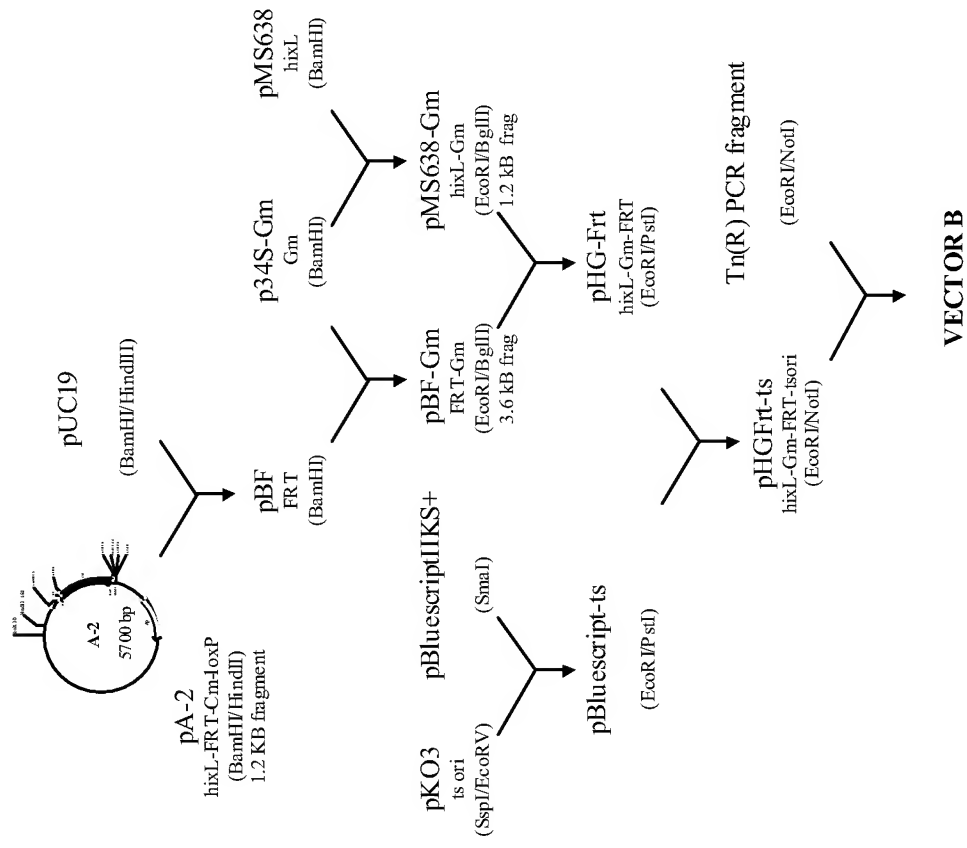 A-2
5700 bp
pA-2
hixL-FRT-Cm-loxP
(BamHI/HindII)
1.2 KB fragment
pUC19
(BamHI/HindIII)
pBF
FRT
(BamHI)
p34S-Gm
Gm
(BamHI)
pMS638
hixL
(BamHI)
pBF-Gm
FRT-Gm
(EcoRI/BglII)
3.6 kB frag
pMS638-Gm
hixL-Gm
(EcoRI/BglII)
1.2 kB frag
pKO3
ts ori
(SspI/EcoRV)
pBluescriptIIKS+
(SmaI)
pBluescript-ts
(EcoRI/PstI)
pHG-Frt
hixL-Gm-FRT
(EcoRI/PstI)
pHGFrt-ts
hixL-Gm-FRT-tsori
(EcoRI/NotI)
Tn(R) PCR fragment
(EcoRI/NotI)
VECTOR B